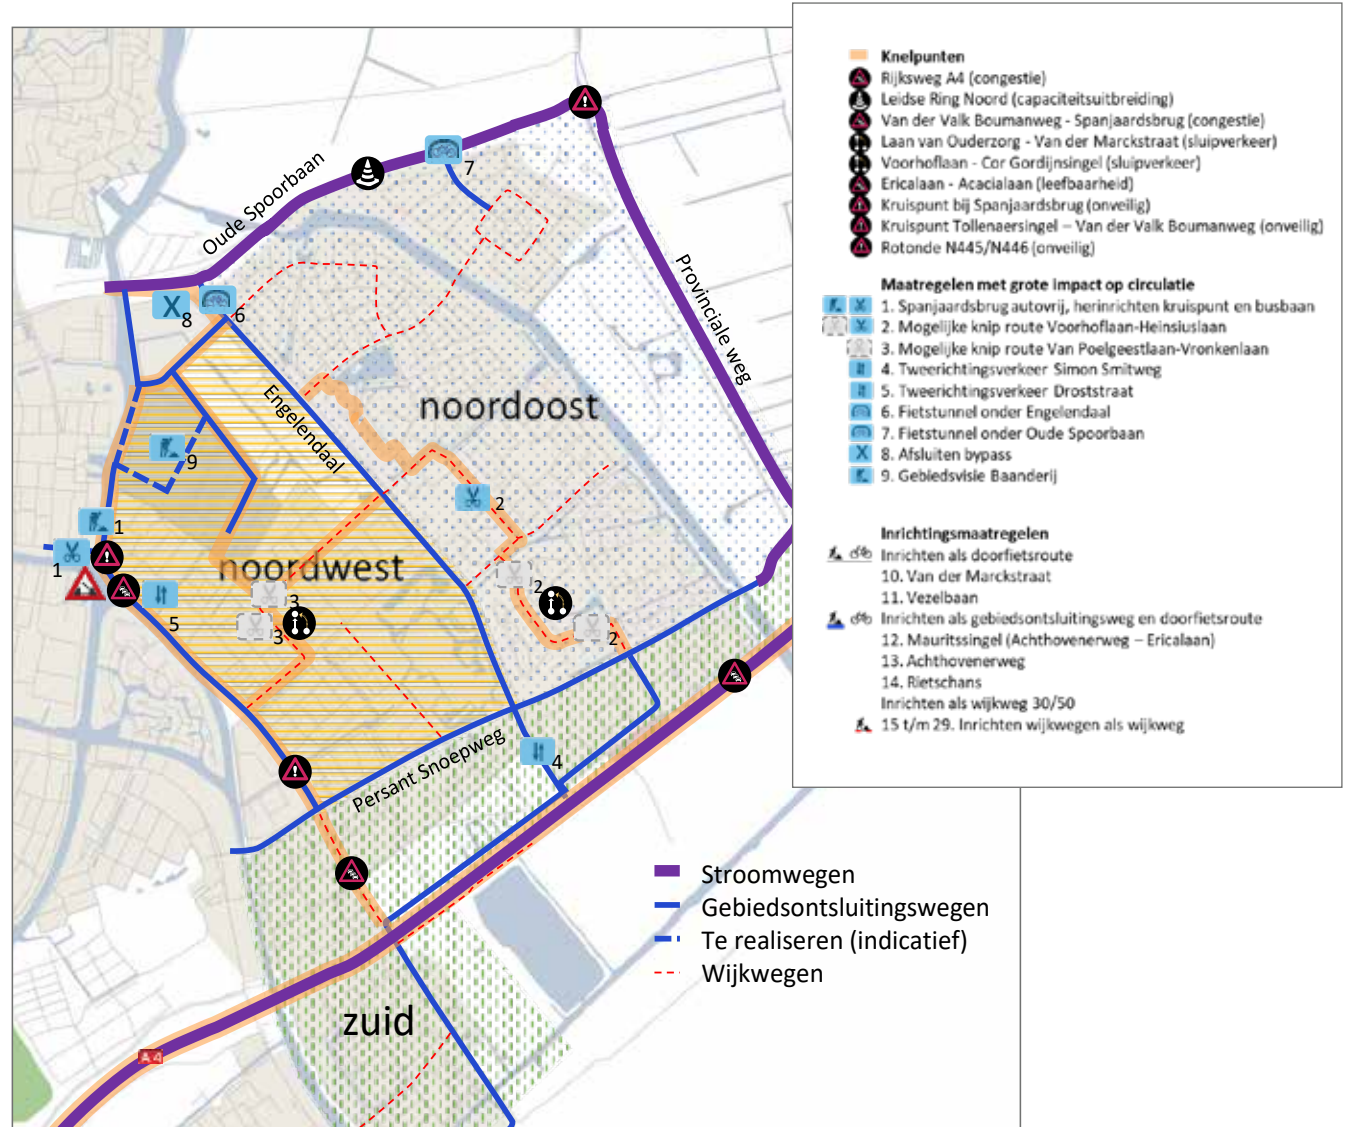 Knelpunten
Rijksweg A4 (congestie)
Leidse Ring Noord (capaciteitsuitbreiding)
Van der Valk Boumanweg - Spanjaardsbrug (congestie)
Laan van Ouderzorg - Van der Marckstraat (sluipverkeer)
Voorhoflaan - Cor Gordijnsingel (sluipverkeer)
Ericalaan - Acacialaan (leefbaarheid)
Kruispunt bij Spanjaardsbrug (onveilig)
Kruispunt Tollenaersingel – Van der Valk Boumanweg (onveilig)
Rotonde N445/N446 (onveilig)
Maatregelen met grote impact op circulatie
1. Spanjaardsbrug autovrij, herinrichten kruispunt en busbaan
2. Mogelijke knip route Voorhoflaan-Heinsiuslaan
3. Mogelijke knip route Van Poelgeestlaan-Vronkenlaan
4. Tweerichtingsverkeer Simon Smitweg
5. Tweerichtingsverkeer Droststraat
6. Fietstunnel onder Engelendaal
7. Fietstunnel onder Oude Spoorbaan
8. Afsluiten bypass
9. Gebiedsvisie Baanderij
Inrichtingsmaatregelen
Inrichten als doorfietsroute
10. Van der Marckstraat
11. Vezelbaan
Inrichten als gebiedsontsluitingsweg en doorfietsroute
12. Mauritssingel (Achthovenerweg – Ericalaan)
13. Achthovenerweg
14. Rietschans
Inrichten als wijkweg 30/50
15 t/m 29. Inrichten wijkwegen als wijkweg
Oude Spoorbaan
7
Provinciale weg
8
6
Engelendaal
noordoost
9
2
1
1
noordwest
2
3
5
3
2
Persant Snoepweg
4
Stroomwegen
Gebiedsontsluitingswegen
Te realiseren (indicatief)
Wijkwegen
zuid
A4